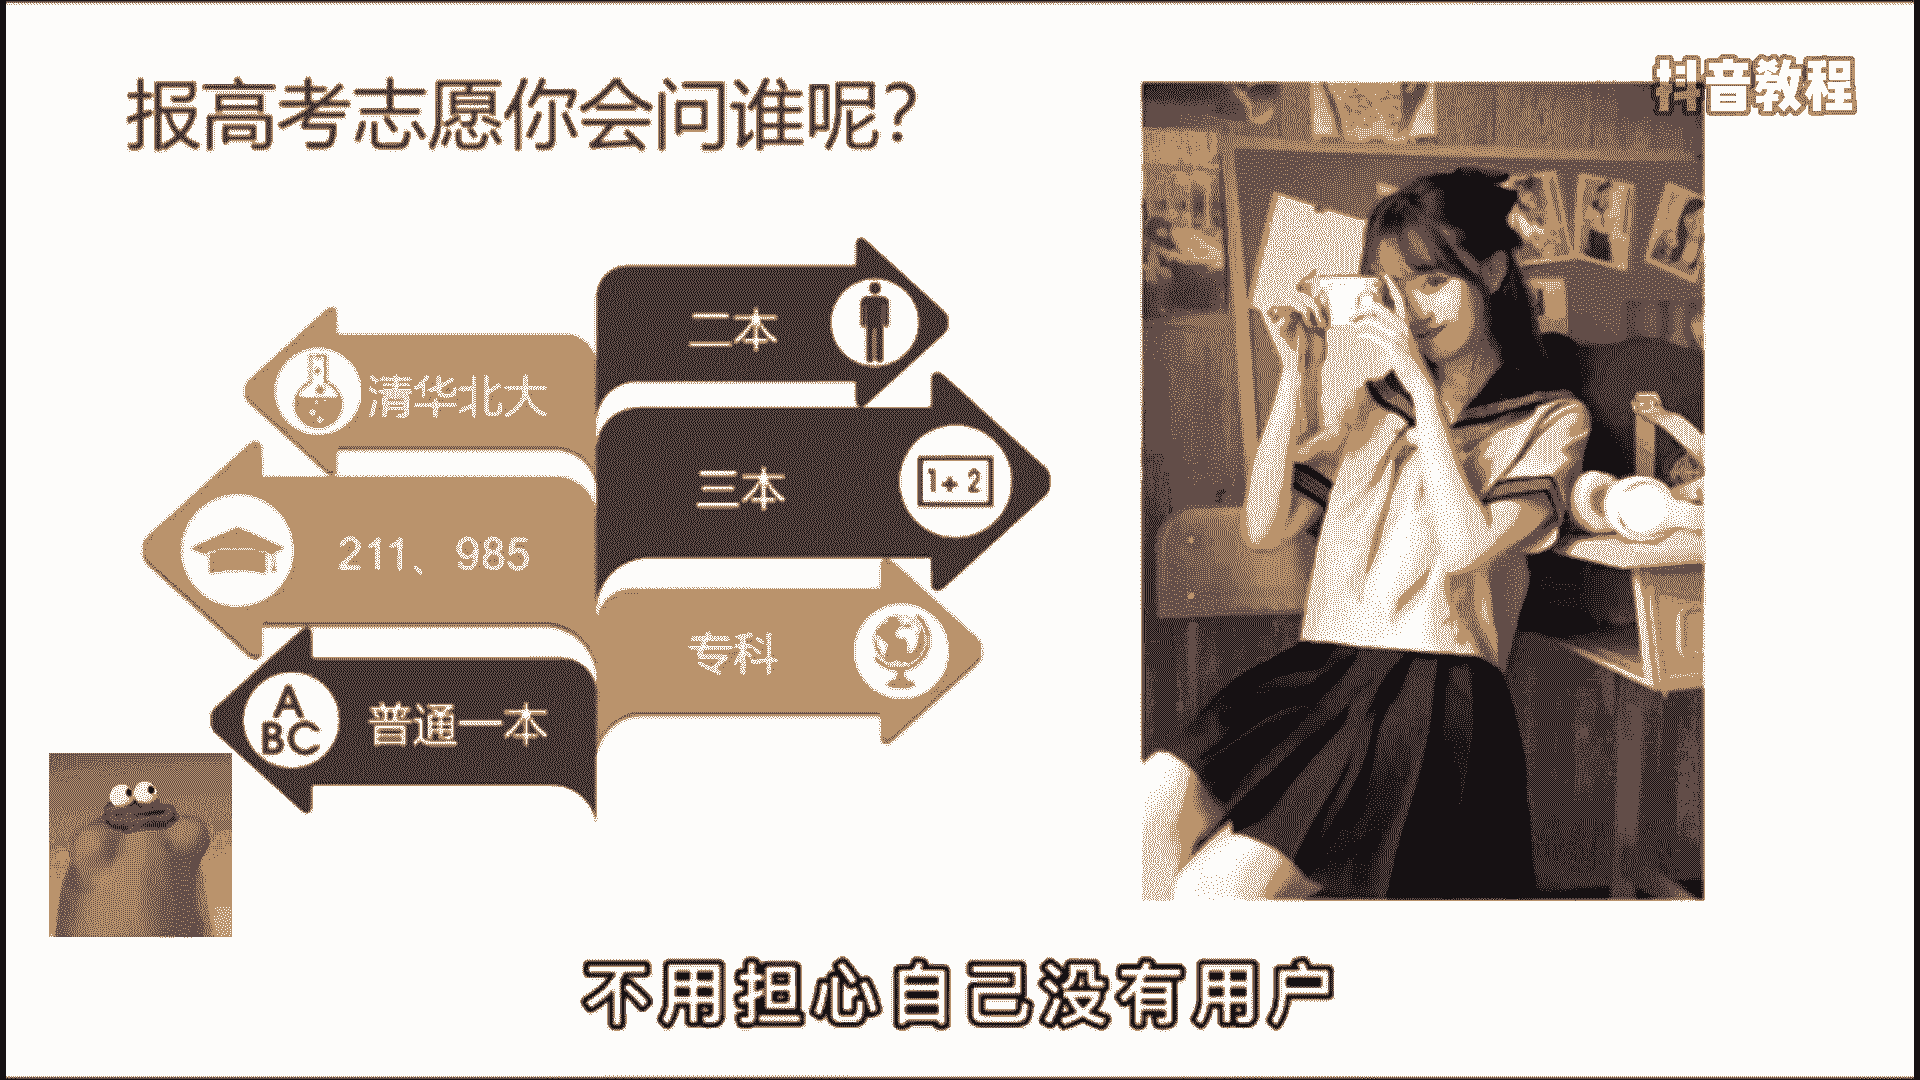 报高考志愿你会问谁呢?
抖音教程
二本
清华北大
三本
1+2
211、985
专科
A
BC
普通一本
不用担心自己没有用户